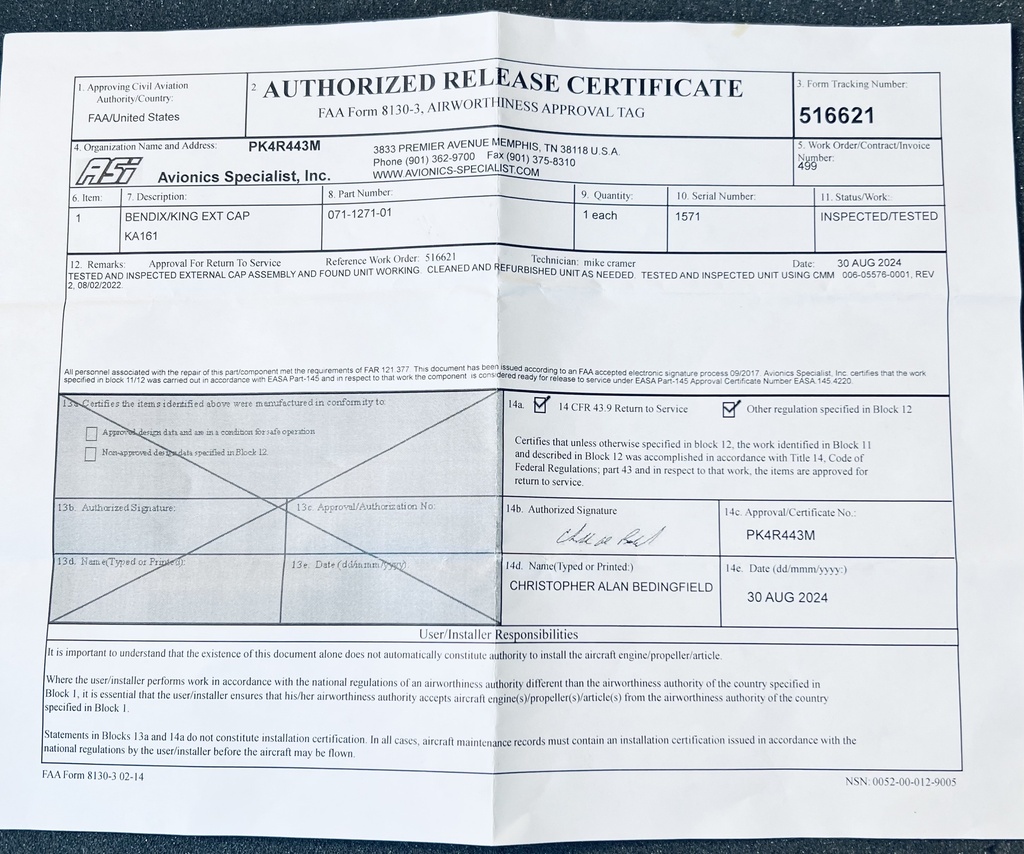 1. Approving Civil Aviation
Authority/Country:
FAA/United States
2
AUTHORIZED RELEASE CERTIFICATE
FAA Form 8130-3, AIRWORTHINESS APPROVAL TAG
3. Form Tracking Number:
516621
4. Organization Name and Address:
PK4R443M
ASi
Avionics Specialist, Inc.
3833 PREMIER AVENUE MEMPHIS, TN 38118 U.S.A.
Phone (901) 362-9700 Fax (901) 375-8310
WWW.AVIONICS-SPECIALIST.COM
5. Work Order/Contract/Invoice
Number:
499
6. Item:
7. Description:
8. Part Number:
9. Quantity:
10. Serial Number:
11. Status/Work:
1
BENDIX/KING EXT CAP
KA161
071-1271-01
1 each
1571
INSPECTED/TESTED
12. Remarks: Approval For Return To Service Reference Work Order: 516621 Technician: mike cramer Date: 30 AUG 2024
TESTED AND INSPECTED EXTERNAL CAP ASSEMBLY AND FOUND UNIT WORKING. CLEANED AND REFURBISHED UNIT AS NEEDED. TESTED AND INSPECTED UNIT USING CMM 006-05576-0001, REV
2, 08/02/2022.
All personnel associated with the repair of this part/component met the requirements of FAR 121.377. This document has been issued according to an FAA accepted electronic signature process 09/2017. Avionics Specialist, Inc. certifies that the work
specified in block 11/12 was carried out in accordance with EASA Part-145 and in respect to that work the component is considered ready for release to service under EASA Part-145 Approval Certificate Number EASA.145.4220.
13a Certifies the items identified above were manufactured in conformity to:
Approved design data and are in a condition for safe operation
Non-approved design data specified in Block 12.
13b. Authorized Signature:
13c. Approval/Authorization No:
13d. Name(Typed or Printed):
13e. Date (dd/mmm/yyyy):
14a.
14 CFR 43.9 Return to Service
Other regulation specified in Block 12
Certifies that unless otherwise specified in block 12, the work identified in Block 11
and described in Block 12 was accomplished in accordance with Title 14, Code of
Federal Regulations; part 43 and in respect to that work, the items are approved for
return to service.
14b. Authorized Signature
14c. Approval/Certificate No.:
PK4R443M
14d. Name(Typed or Printed:)
CHRISTOPHER ALAN BEDINGFIELD
14e. Date (dd/mmm/yyyy:)
30 AUG 2024
User/Installer Responsibilities
It is important to understand that the existence of this document alone does not automatically constitute authority to install the aircraft engine/propeller/article.
Where the user/installer performs work in accordance with the national regulations of an airworthiness authority different than the airworthiness authority of the country specified in
Block 1, it is essential that the user/installer ensures that his/her airworthiness authority accepts aircraft engine(s)/propeller(s)/article(s) from the airworthiness authority of the country
specified in Block 1.
Statements in Blocks 13a and 14a do not constitute installation certification. In all cases, aircraft maintenance records must contain an installation certification issued in accordance with the
national regulations by the user/installer before the aircraft may be flown.
FAA Form 8130-3 02-14
NSN: 0052-00-012-9005